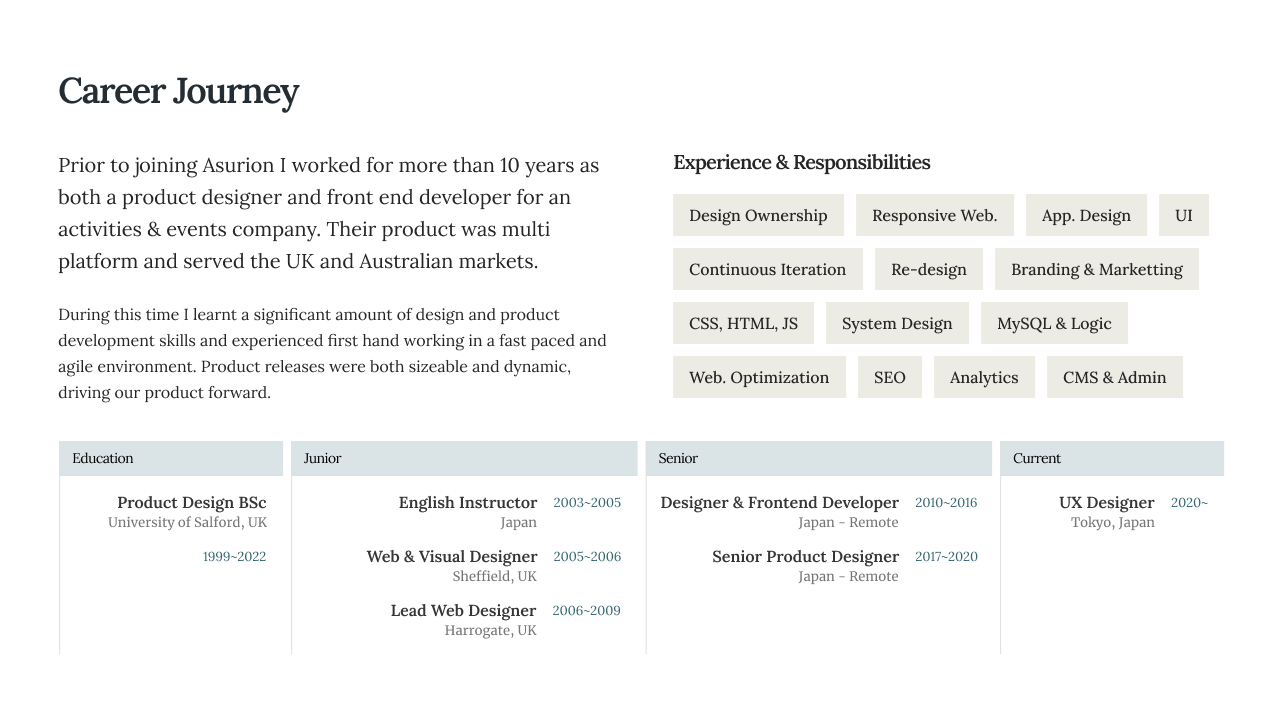 Career Journey
Prior to joining Asurion I worked for more than 10 years as
both a product designer and front end developer for an
activities & events company. Their product was multi
platform and served the UK and Australian markets.
During this time I learnt a significant amount of design and product
development skills and experienced first hand working in a fast paced and
agile environment. Product releases were both sizeable and dynamic,
driving our product forward.
Experience & Responsibilities
Design Ownership Responsive Web. App. Design UI
Continuous Iteration Re-design Branding & Marketting
CSS, HTML, JS System Design MySQL & Logic
Web. Optimization SEO Analytics CMS & Admin
Education
Product Design BSc
University of Salford, UK
1999~2022
Junior
English Instructor 2003~2005
Japan
Web & Visual Designer 2005~2006
Sheffield, UK
Lead Web Designer 2006~2009
Harrogate, UK
Senior
Designer & Frontend Developer 2010~2016
Japan - Remote
Senior Product Designer 2017~2020
Japan - Remote
Current
UX Designer 2020~
Tokyo, Japan